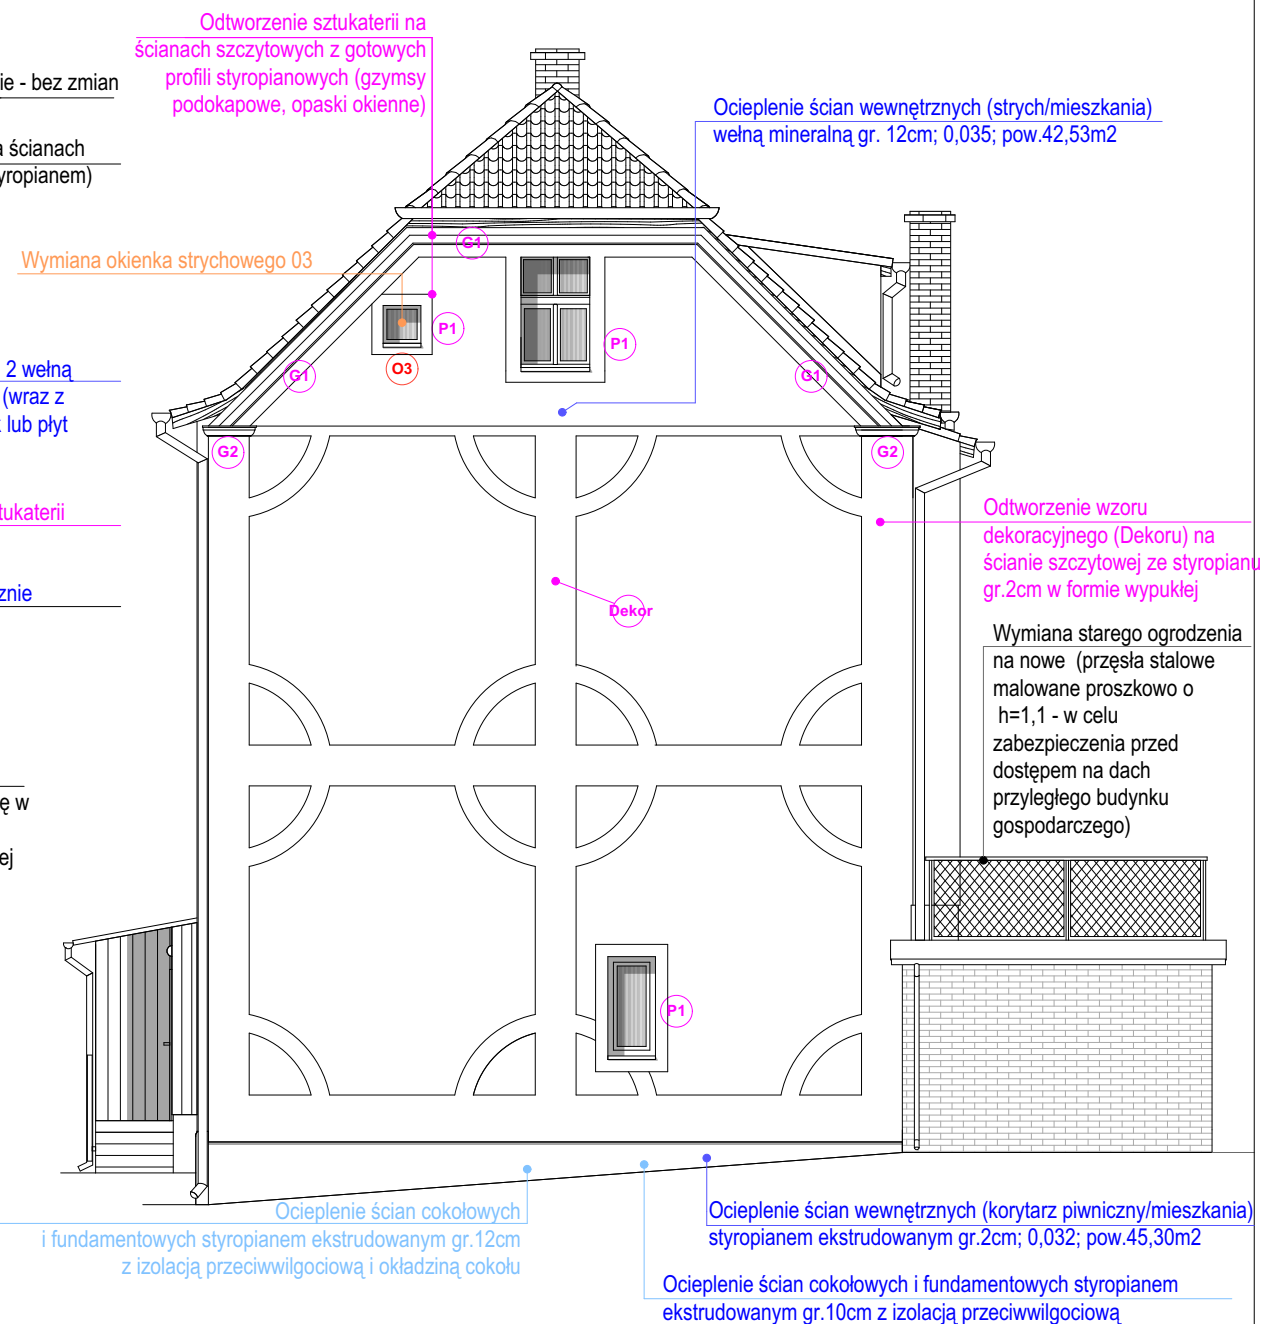 Odtworzenie sztukaterii na
ścianach szczytowych z gotowych
profili styropianowych (gzymsy
podokapowe, opaski okienne)
ie - bez zmian
a ścianach
yropianem)
Ocieplenie ścian wewnętrznych (strych/mieszkania)
wełną mineralną gr. 12cm; 0,035; pow.42,53m2
Wymiana okienka strychowego 03
G1
P1
P1
O3
G1
G1
2 wełną
(wraz z
lub płyt
G2
G2
tukaterii
Odtworzenie wzoru
dekoracyjnego (Dekoru) na
ścianie szczytowej ze styropianu
gr.2cm w formie wypukłej
znie
Dekor
Wymiana starego ogrodzenia
na nowe (przęsła stalowe
malowane proszkowo o
h=1,1 - w celu
zabezpieczenia przed
dostępem na dach
przyległego budynku
gospodarczego)
ę w
ej
P1
Ocieplenie ścian cokołowych
i fundamentowych styropianem ekstrudowanym gr.12cm
z izolacją przeciwwilgociową i okładziną cokołu
Ocieplenie ścian wewnętrznych (korytarz piwniczny/mieszkania)
styropianem ekstrudowanym gr.2cm; 0,032; pow.45,30m2
Ocieplenie ścian cokołowych i fundamentowych styropianem
ekstrudowanym gr.10cm z izolacją przeciwwilgociową